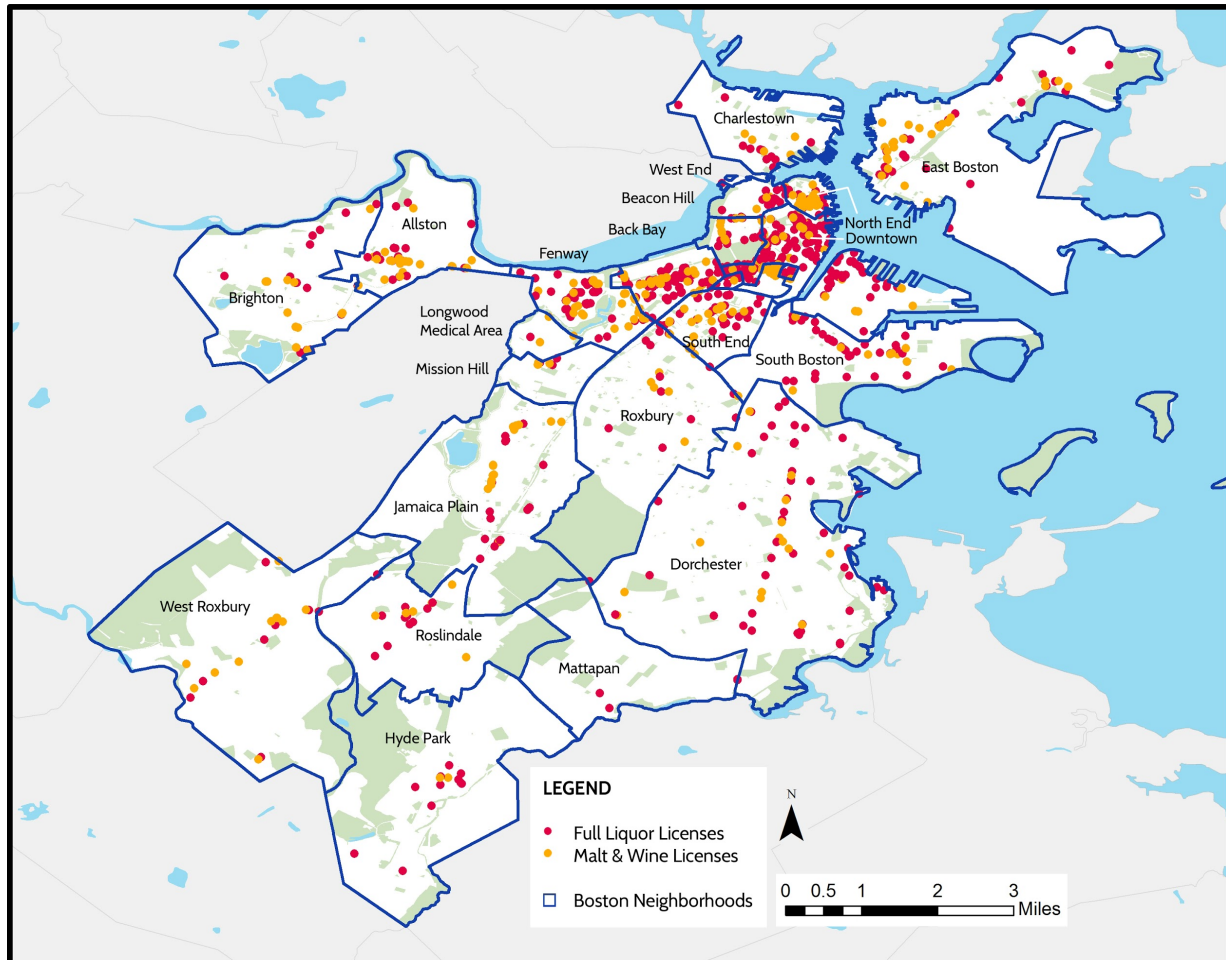 Charlestown
West End
East Boston
Beacon Hill
North End
Downtown
Allston
Back Bay
Fenway
Brighton
Longwood
Medical Area
South End
South Boston
Mission Hill
Roxbury
Jamaica Plain
Dorchester
West Roxbury
Roslindale
Mattapan
Hyde Park
LEGEND
Full Liquor Licenses
Malt & Wine Licenses
Boston Neighborhoods
N
0 0.5 1 2 3
Miles